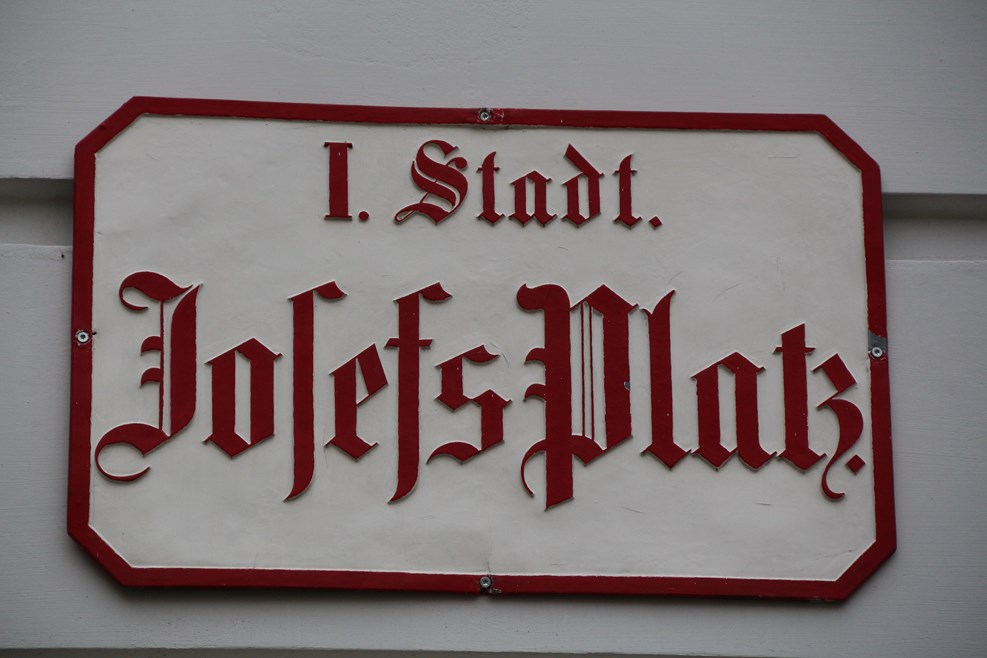 I. Stadt.
Josefs Platz.